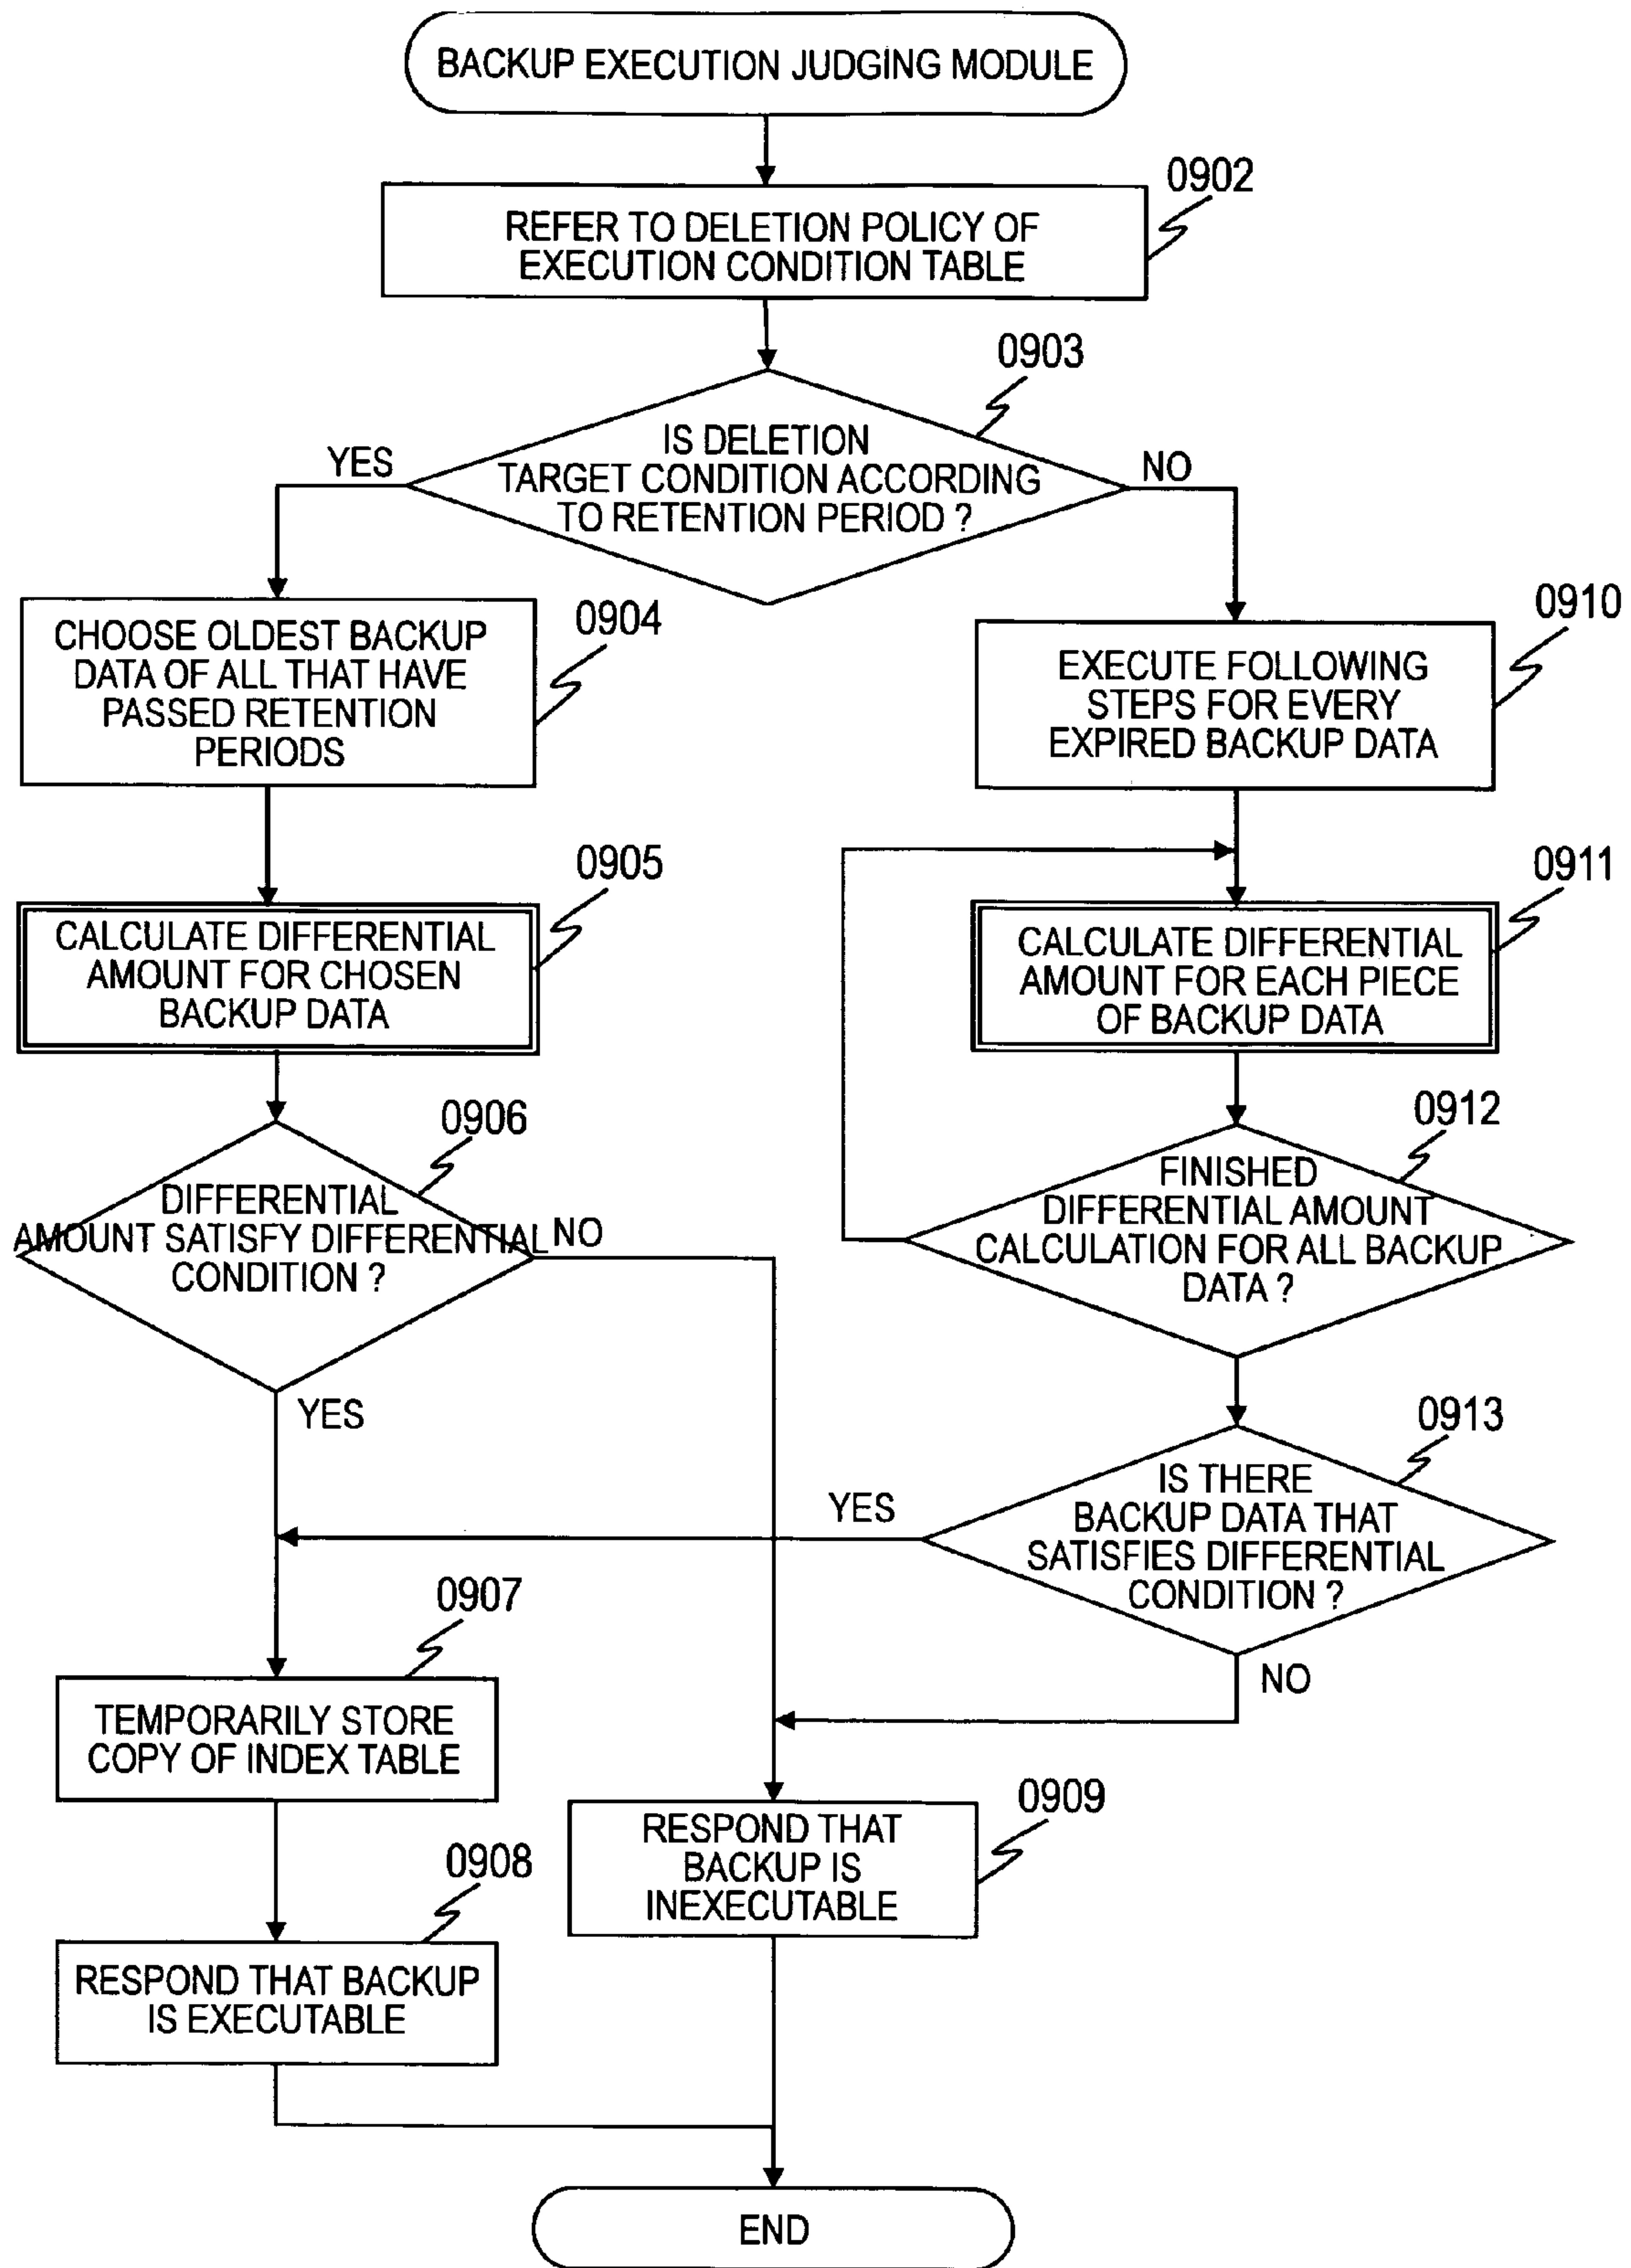 BACKUP EXECUTION JUDGING MODULE
0902
REFER TO DELETION POLICY OF
EXECUTION CONDITION TABLE
0903
IS DELETION
TARGET CONDITION ACCORDING
TO RETENTION PERIOD ?
YES
NO
0904
CHOOSE OLDEST BACKUP
DATA OF ALL THAT HAVE
PASSED RETENTION
PERIODS
0910
EXECUTE FOLLOWING
STEPS FOR EVERY
EXPIRED BACKUP DATA
0905
CALCULATE DIFFERENTIAL
AMOUNT FOR CHOSEN
BACKUP DATA
0911
CALCULATE DIFFERENTIAL
AMOUNT FOR EACH PIECE
OF BACKUP DATA
0906
DIFFERENTIAL
AMOUNT SATISFY DIFFERENTIAL
CONDITION ?
NO
YES
0912
FINISHED
DIFFERENTIAL AMOUNT
CALCULATION FOR ALL BACKUP
DATA ?
0913
IS THERE
BACKUP DATA THAT
SATISFIES DIFFERENTIAL
CONDITION ?
YES
NO
0907
TEMPORARILY STORE
COPY OF INDEX TABLE
0909
RESPOND THAT
BACKUP IS
INEXECUTABLE
0908
RESPOND THAT BACKUP
IS EXECUTABLE
END